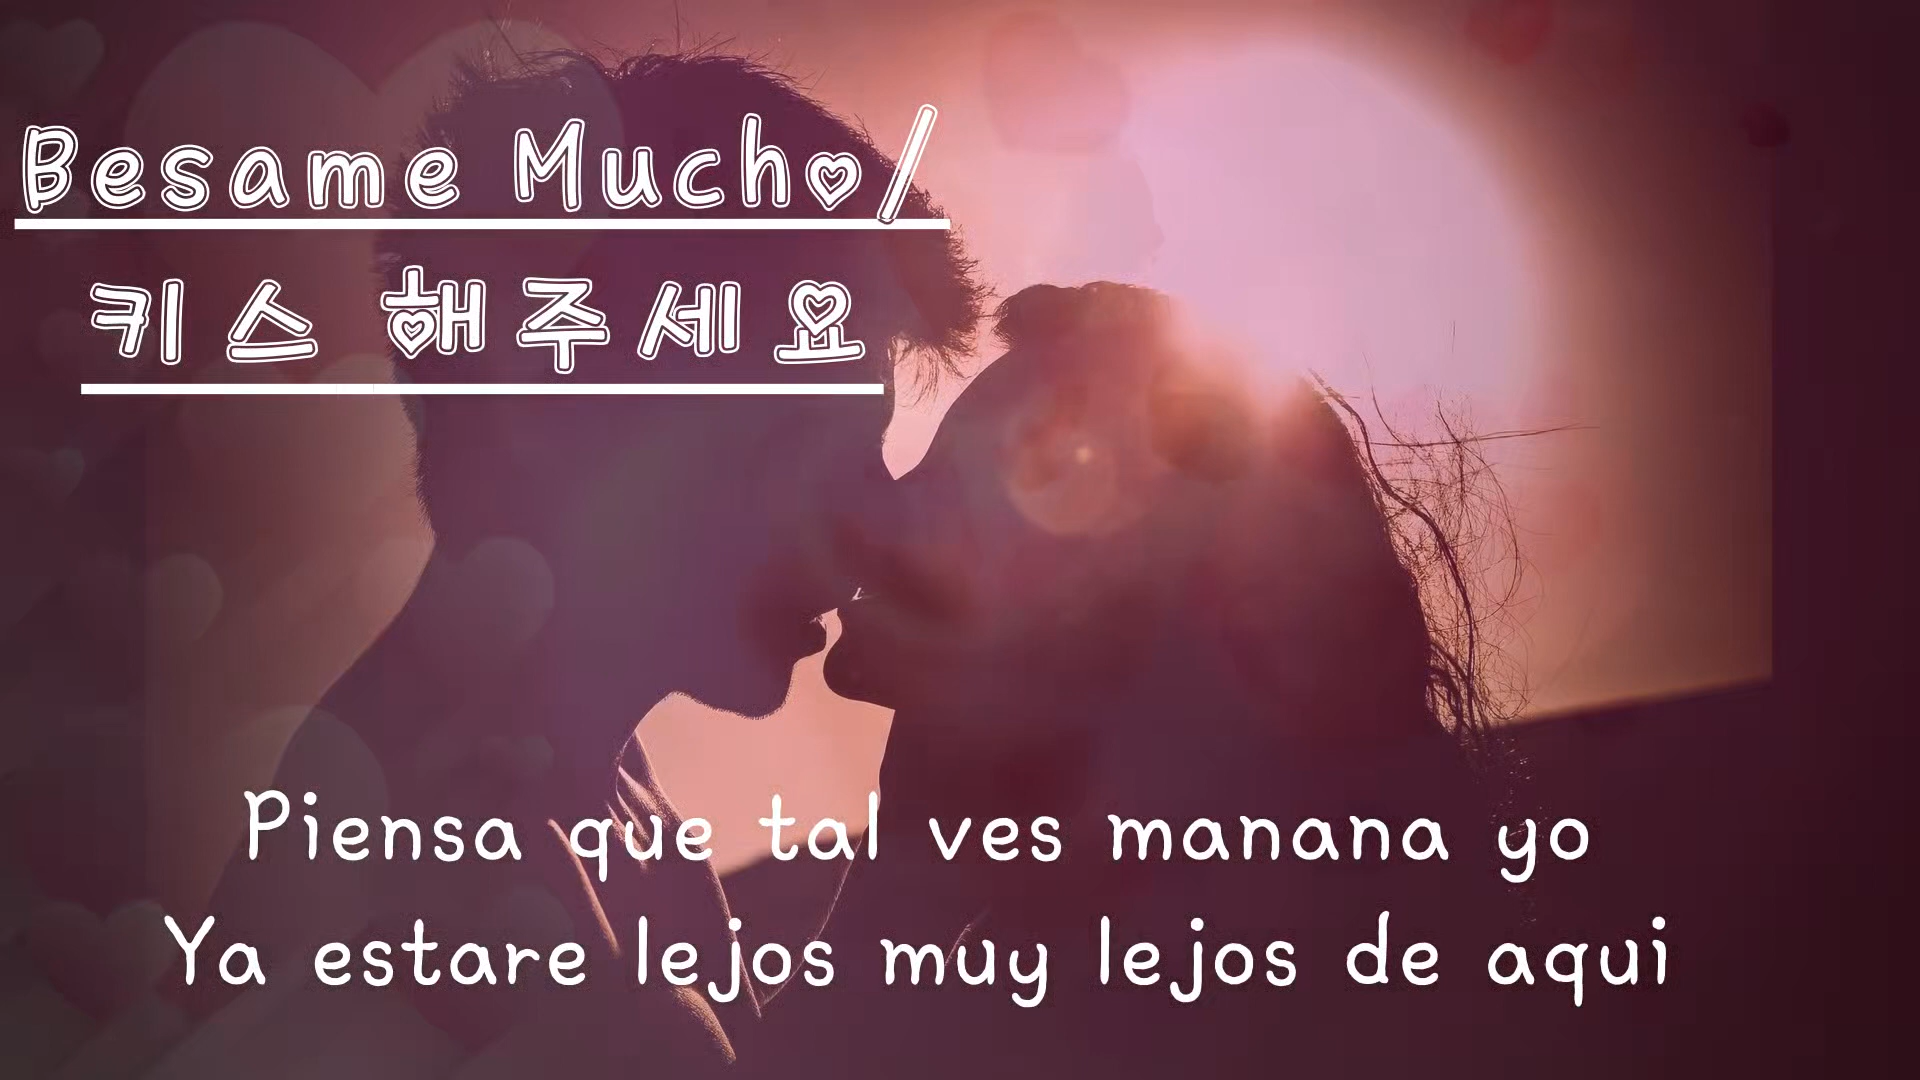 Besame Mucho/
키스 해주세요
Piensa que tal ves manana yo
Ya estare lejos muy lejos de aqui